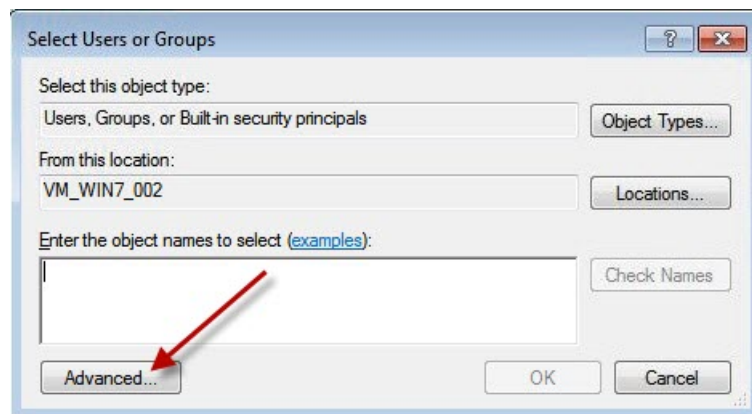 Select Users or Groups
Select this object type:
Users, Groups, or Built-in security principals
Object Types...
From this location:
VM_WIN7_002
Locations...
Enter the object names to select (examples):
Check Names
Advanced...
OK
Cancel